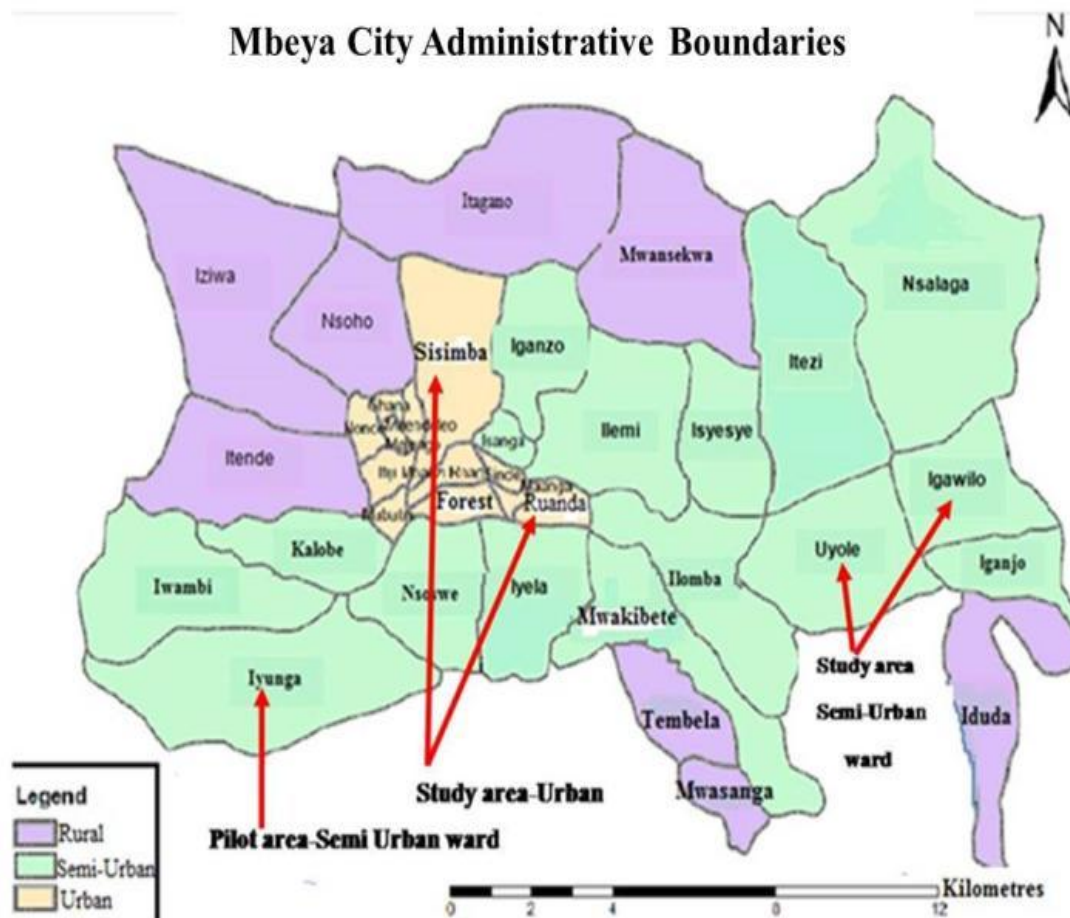 Mbeya City Administrative Boundaries
N
Itagano
Mwansekwa
Iziwa
Nsalaga
Nsoho
Sisimba
Iganzo
Itezi
Ghana
Ilemi
Isyesye
Isanga
Itende
Igawilo
Forest
Ruanda
Kalobe
Uyole
Iganjo
Iwambi
Iyela
Ilomba
Mwakibete
Iyunga
Study area
Semi-Urban
ward
Tembela
Iduda
Mwasanga
Study area-Urban
Pilot area-Semi Urban ward
Legend
Rural
Semi-Urban
Urban
Kilometres
0 2 4 8 12